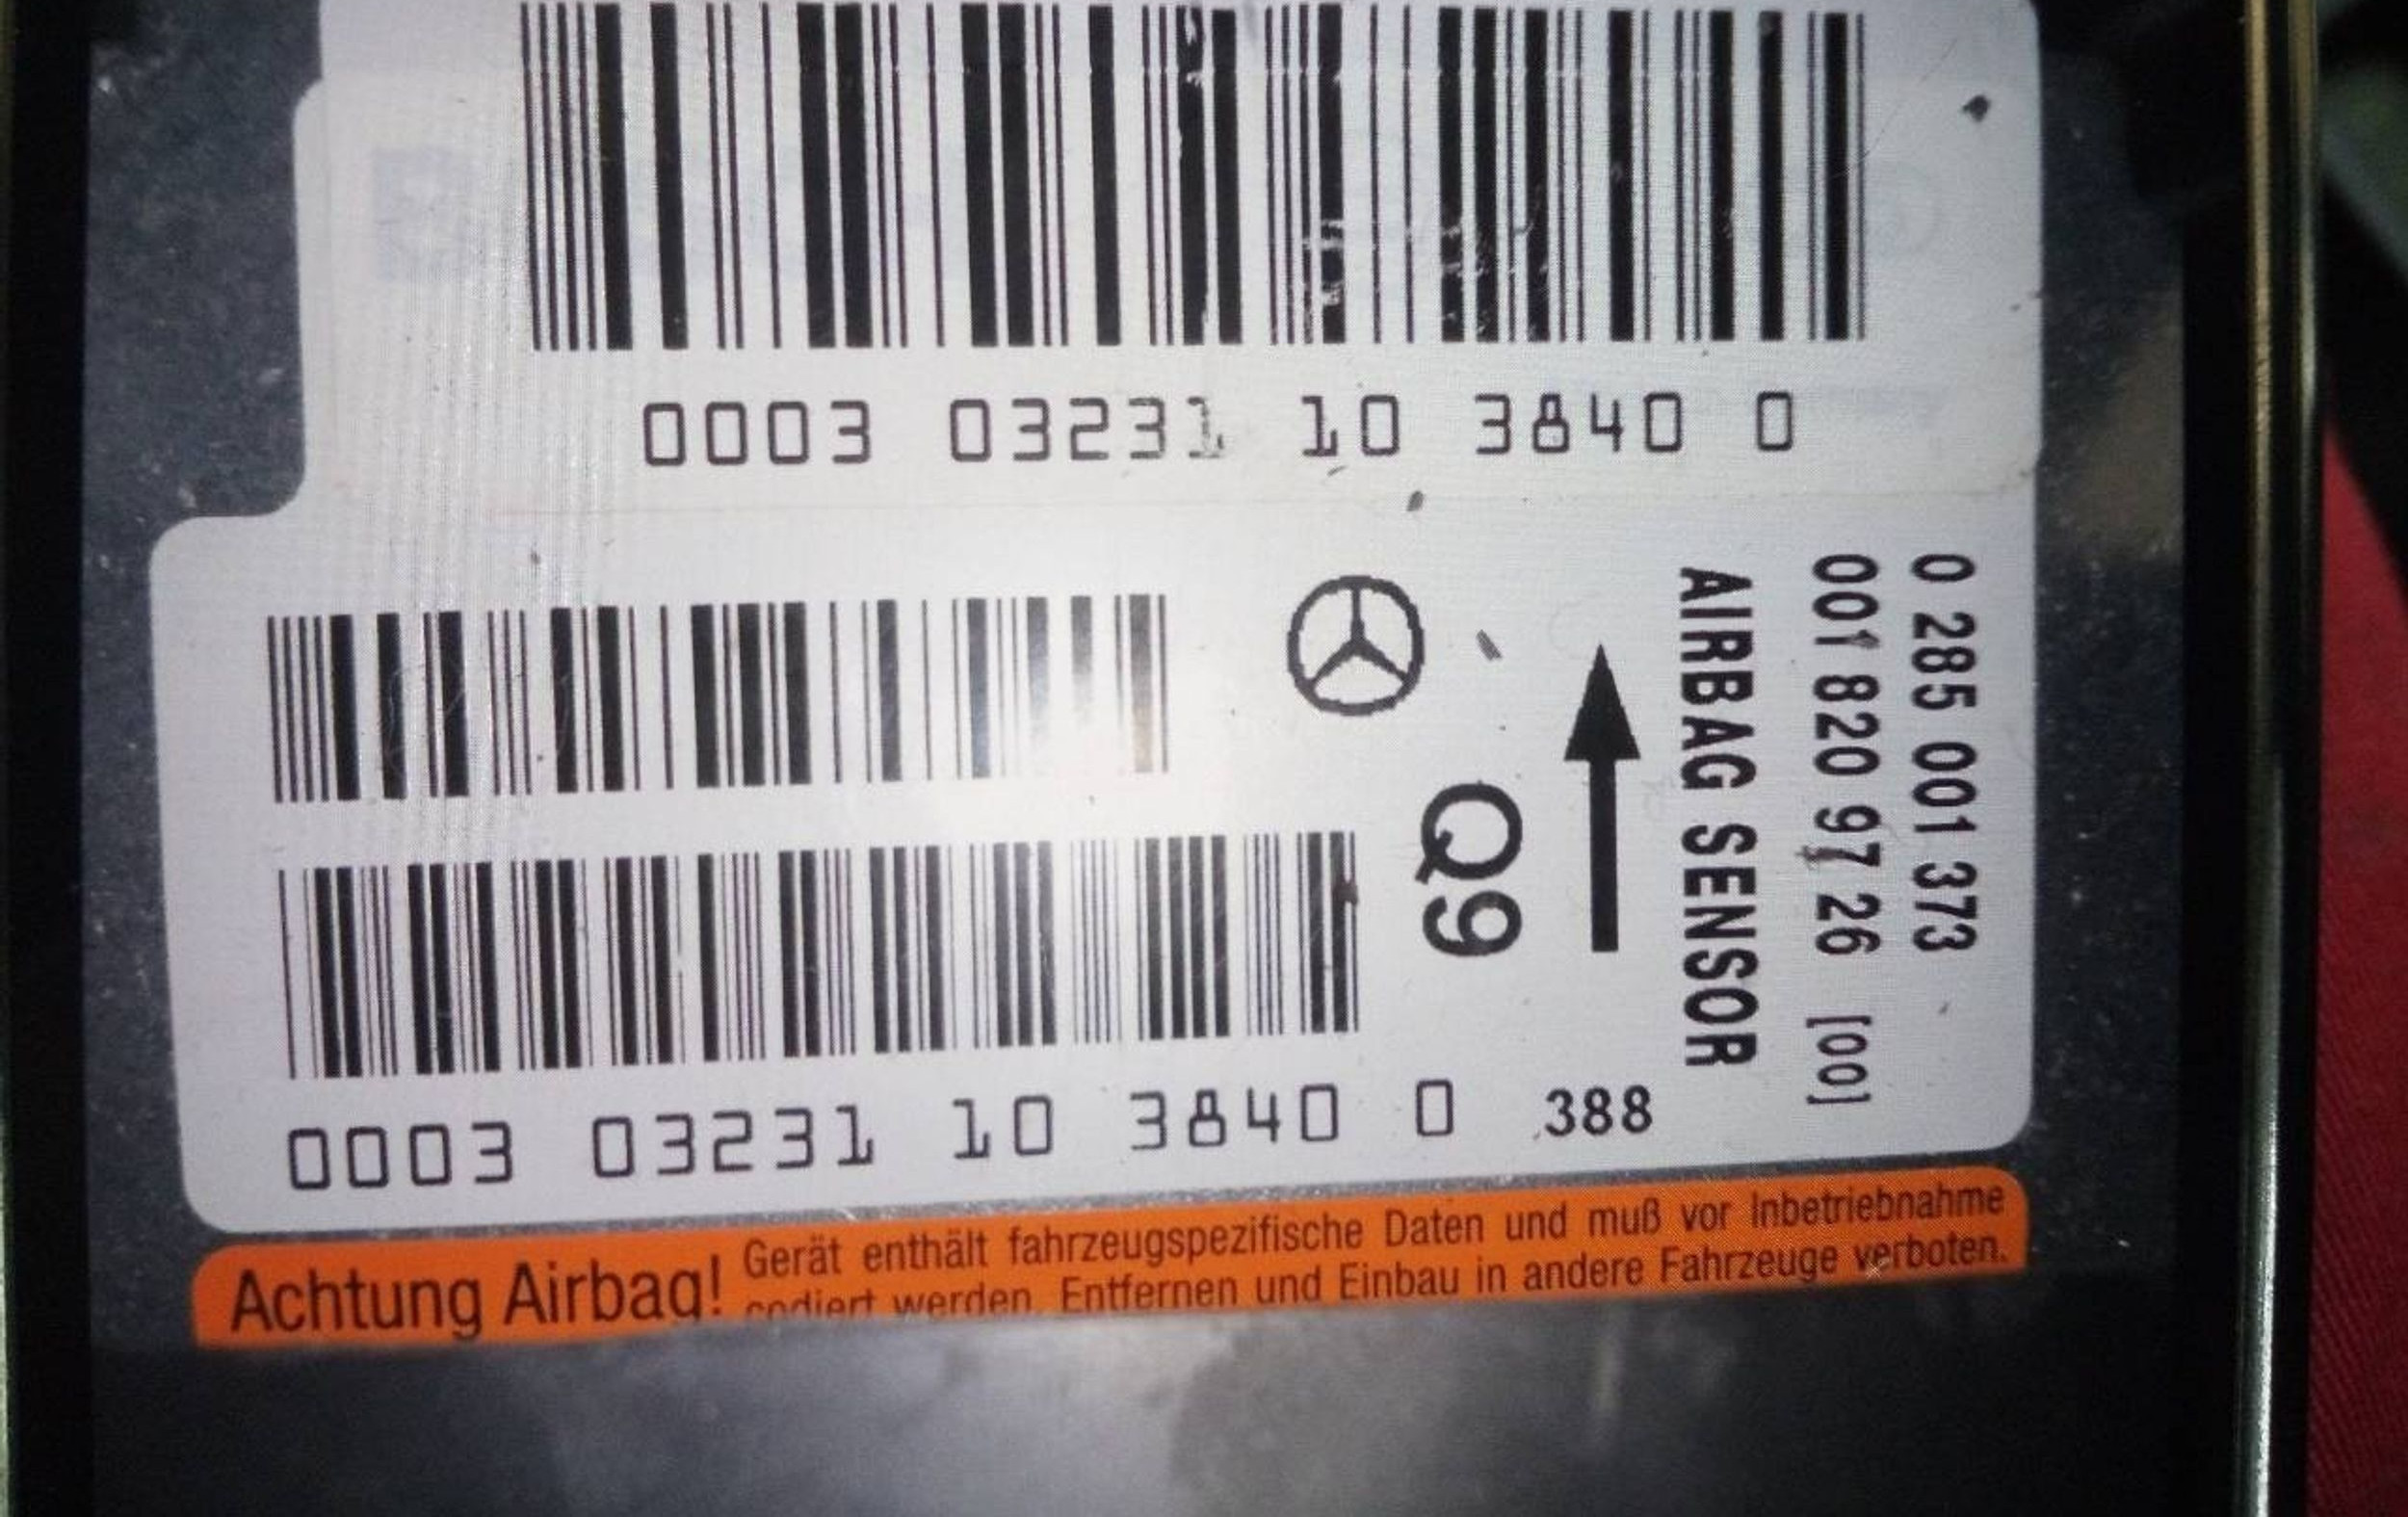 0003 03231 10 3840 0
0 285 001 373
001 820 97 26 [00]
AIRBAG SENSOR
Q9
0003 03231 10 3840 0 388
Achtung Airbag! Gerät enthält fahrzeugspezifische Daten und muß vor Inbetriebnahme
codiert werden. Entfernen und Einbau in andere Fahrzeuge verboten.